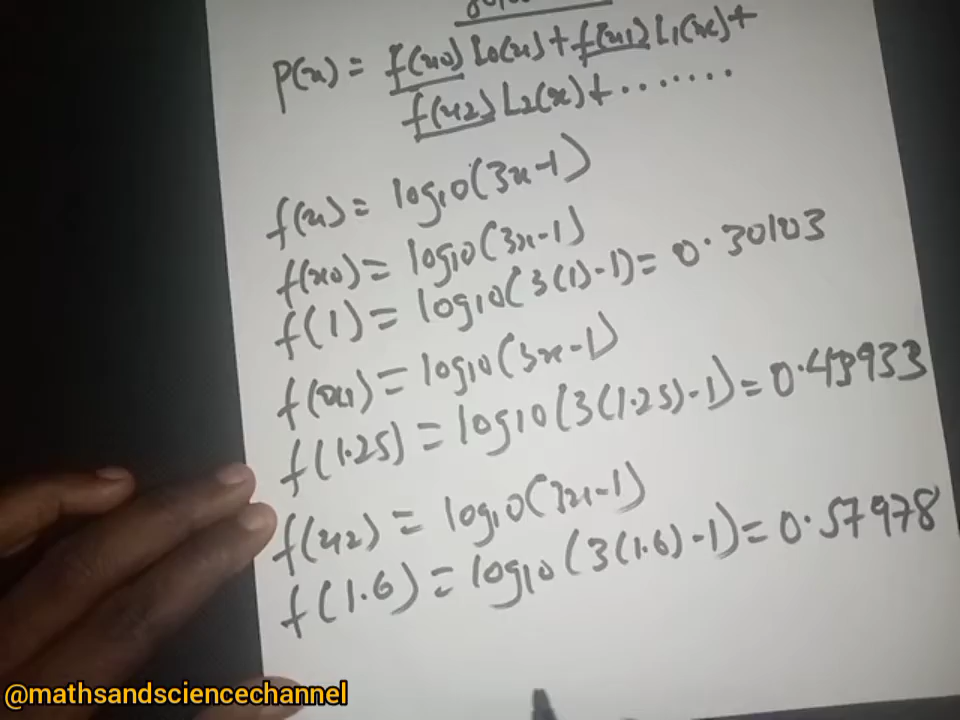 P(x) = f(x0) L0(x) + f(x1) L1(x) +
f(x2) L2(x) + .......
f(x) = log10(3x-1)
f(x0) = log10(3x-1)
f(1) = log10(3(1)-1) = 0.30103
f(x1) = log10(3x-1)
f(1.25) = log10(3(1.25)-1) = 0.43933
f(x2) = log10(3x-1)
f(1.6) = log10(3(1.6)-1) = 0.57978
@mathsandsciencechannel